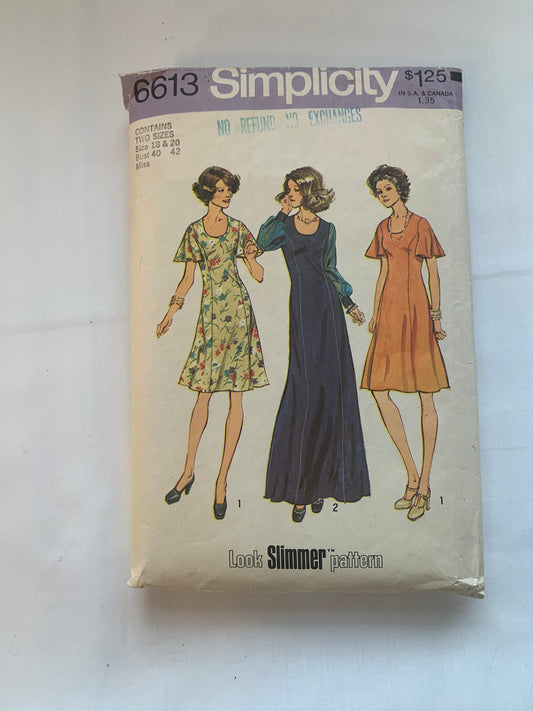 6613 Simplicity $1.25
IN S.A. & CANADA
1.35
NO REFUND NO EXCHANGES
CONTAINS
TWO SIZES
Size 18 & 20
Bust 40 42
Miss
1
2
1
Look Slimmer™ pattern